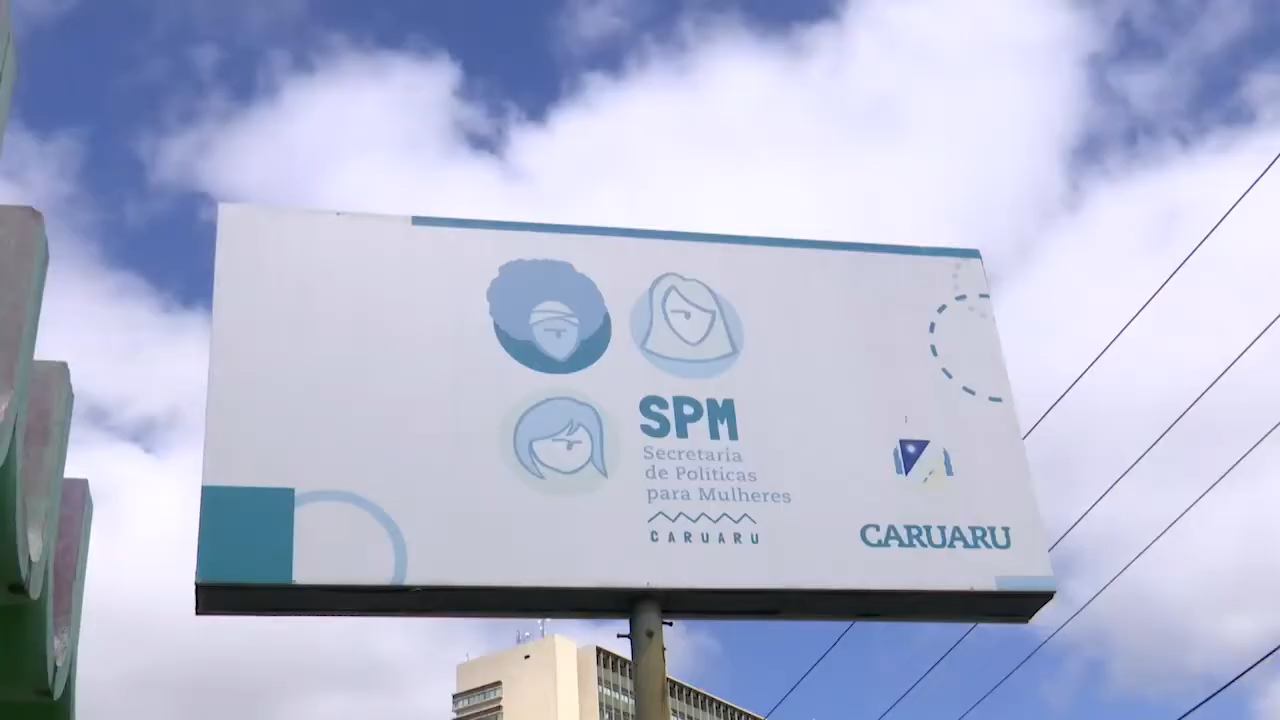 SPM
Secretaria
de Políticas
para Mulheres
CARUARU
CARUARU